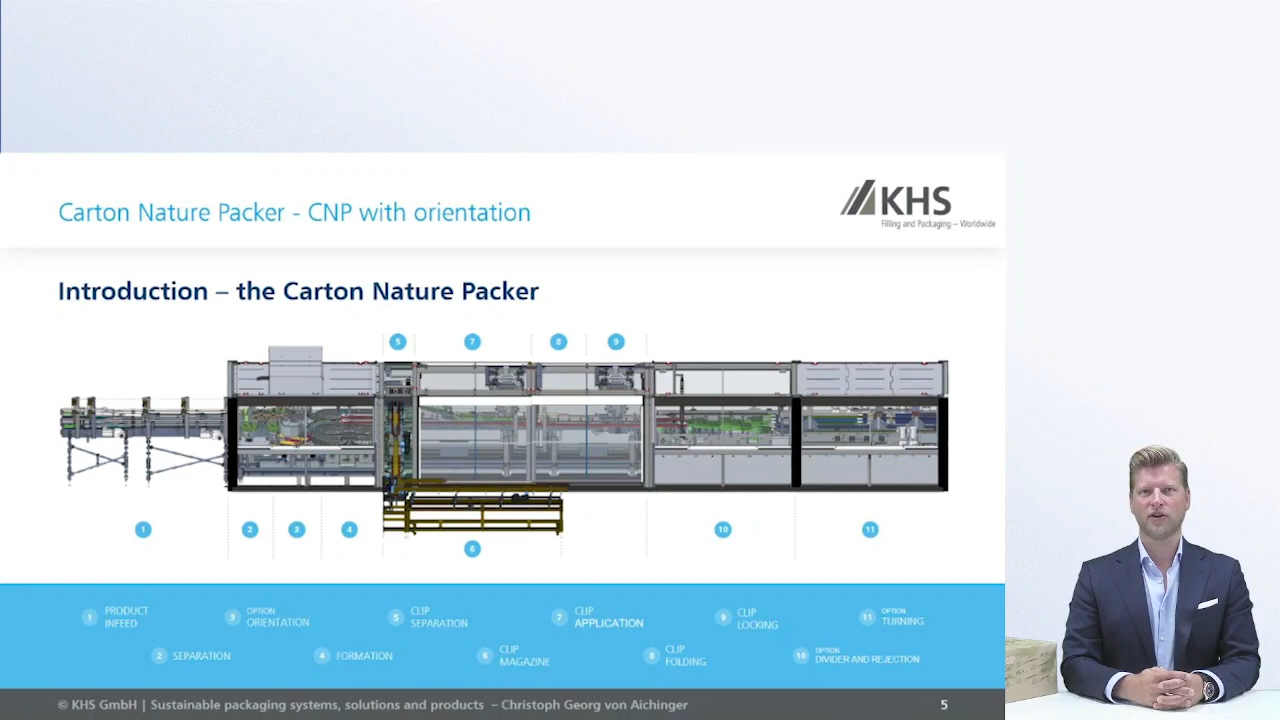 Carton Nature Packer - CNP with orientation
KHS
Filling and Packaging – Worldwide
Introduction – the Carton Nature Packer
5
7
8
9
1
2
3
4
10
11
6
1 PRODUCT
INFEED
3 OPTION
ORIENTATION
5 CLIP
SEPARATION
7 CLIP
APPLICATION
9 CLIP
LOCKING
11 OPTION
TURNING
2 SEPARATION
4 FORMATION
6 CLIP
MAGAZINE
8 CLIP
FOLDING
10 OPTION
DIVIDER AND REJECTION
© KHS GmbH | Sustainable packaging systems, solutions and products – Christoph Georg von Aichinger
5